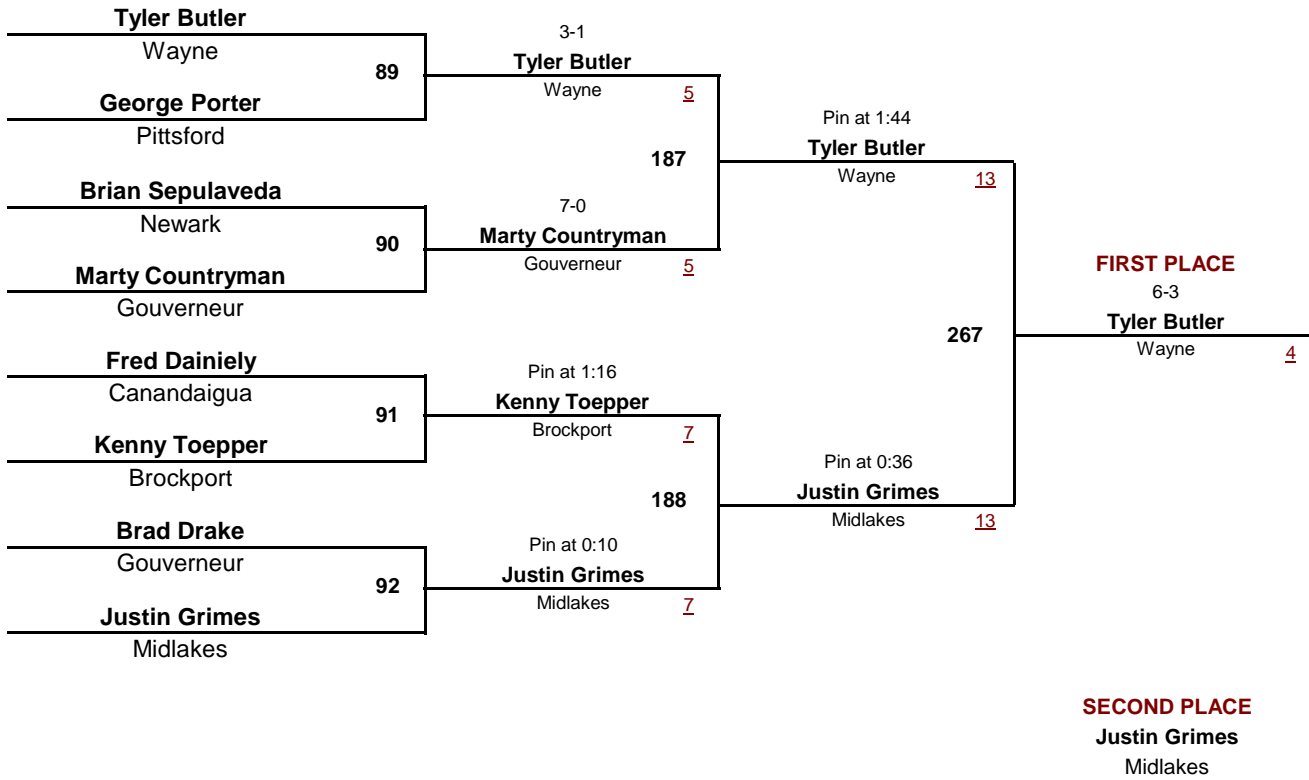 Tyler Butler
Wayne
89
George Porter
Pittsford
Brian Sepulaveda
Newark
90
Marty Countryman
Gouverneur
Fred Dainiely
Canandaigua
91
Kenny Toepper
Brockport
Brad Drake
Gouverneur
92
Justin Grimes
Midlakes
3-1
Tyler Butler
Wayne 5
187
7-0
Marty Countryman
Gouverneur 5
Pin at 1:16
Kenny Toepper
Brockport 7
188
Pin at 0:10
Justin Grimes
Midlakes 7
Pin at 1:44
Tyler Butler
Wayne 13
267
Pin at 0:36
Justin Grimes
Midlakes 13
FIRST PLACE
6-3
Tyler Butler
Wayne 4
SECOND PLACE
Justin Grimes
Midlakes